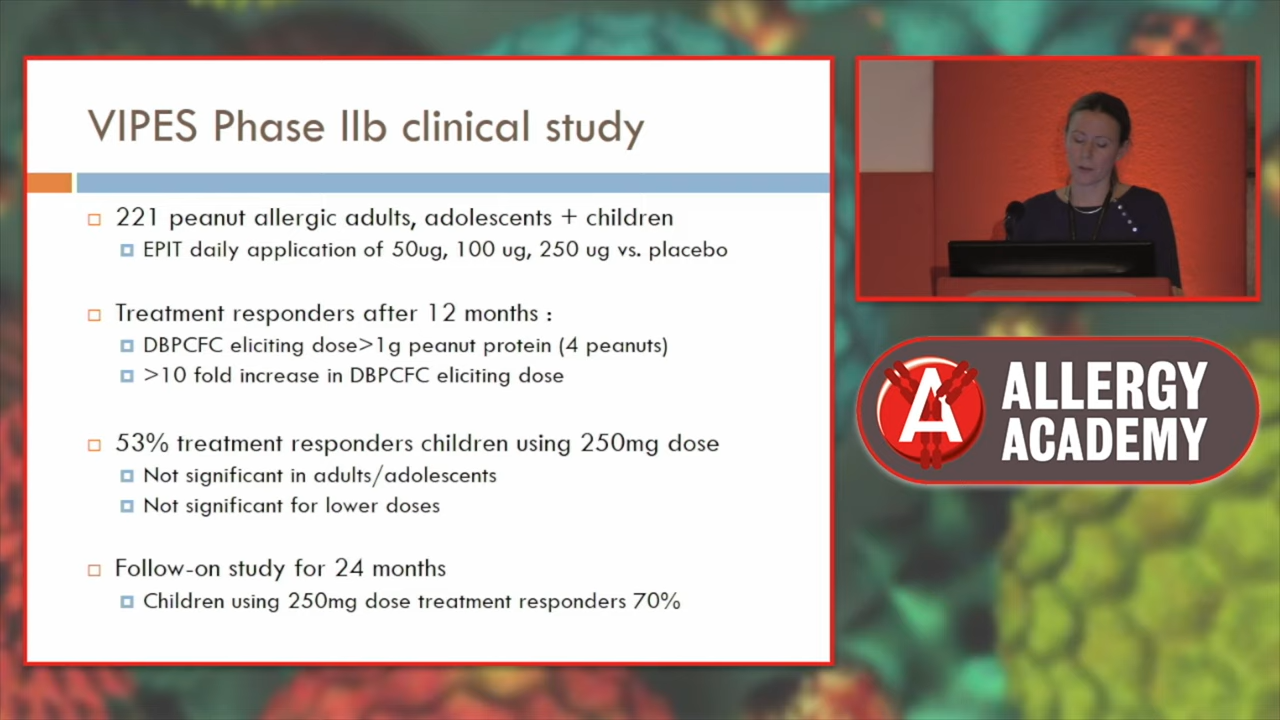 VIPES Phase IIb clinical study
221 peanut allergic adults, adolescents + children
EPIT daily application of 50ug, 100 ug, 250 ug vs. placebo
Treatment responders after 12 months :
DBPCFC eliciting dose>1g peanut protein (4 peanuts)
>10 fold increase in DBPCFC eliciting dose
53% treatment responders children using 250mg dose
Not significant in adults/adolescents
Not significant for lower doses
Follow-on study for 24 months
Children using 250mg dose treatment responders 70%
A
ALLERGY
ACADEMY